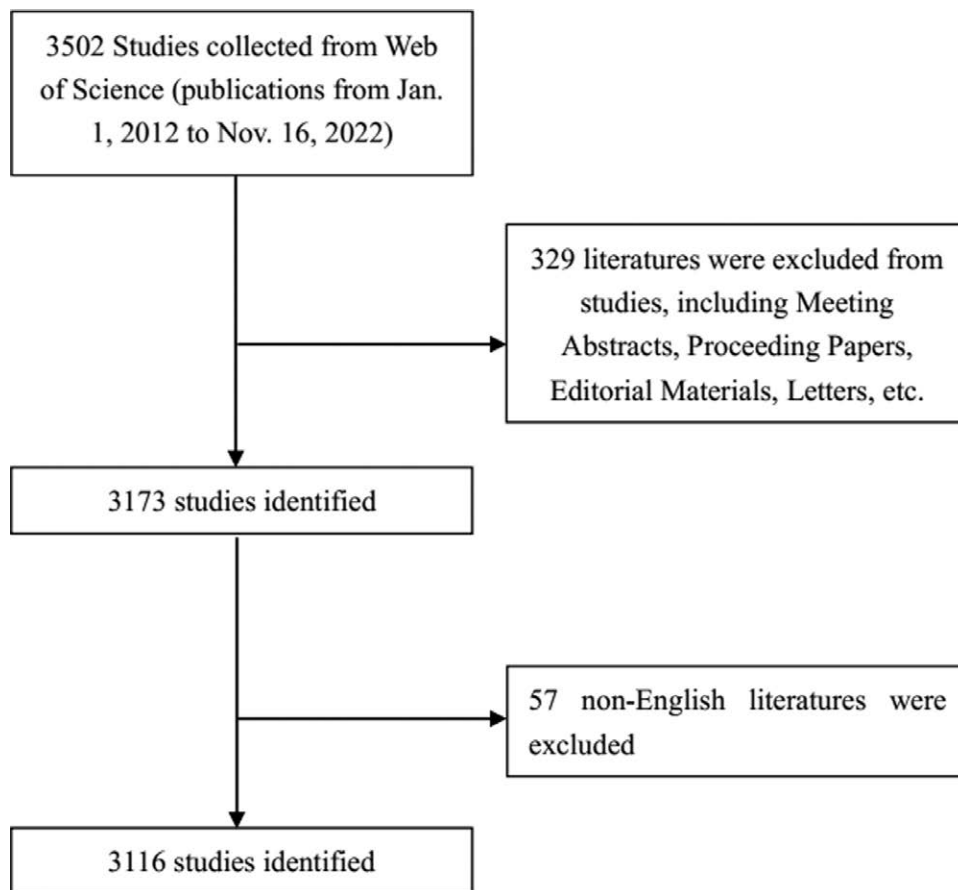 3502 Studies collected from Web
of Science (publications from Jan.
1, 2012 to Nov. 16, 2022)
329 literatures were excluded from
studies, including Meeting
Abstracts, Proceeding Papers,
Editorial Materials, Letters, etc.
3173 studies identified
57 non-English literatures were
excluded
3116 studies identified